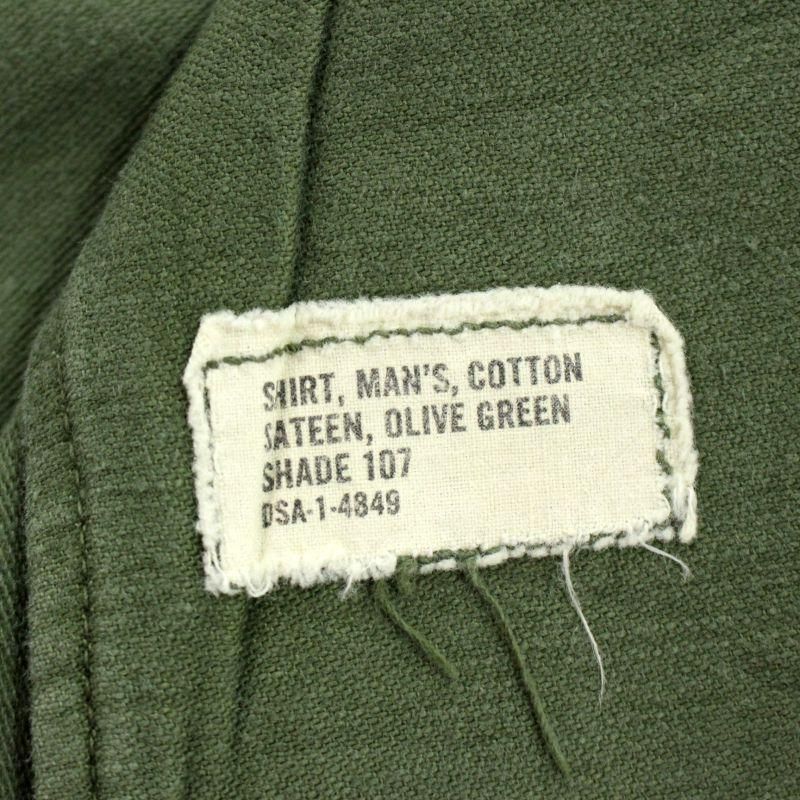 SHIRT, MAN'S, COTTON
SATEEN, OLIVE GREEN
SHADE 107
DSA-1-4849